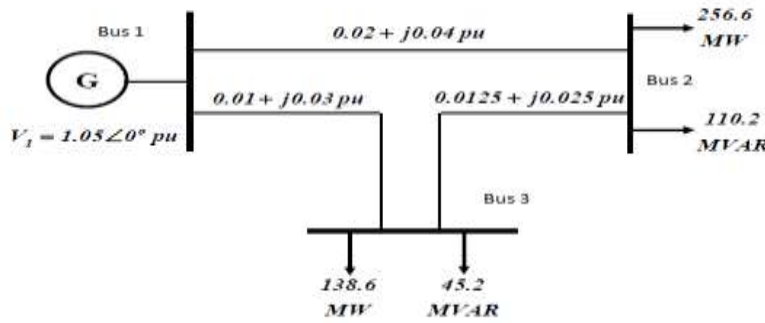 Bus 1
G
V₁ = 1.05∠0° pu
0.02 + j0.04 pu
0.01 + j0.03 pu
0.0125 + j0.025 pu
256.6
MW
Bus 2
110.2
MVAR
Bus 3
138.6
MW
45.2
MVAR